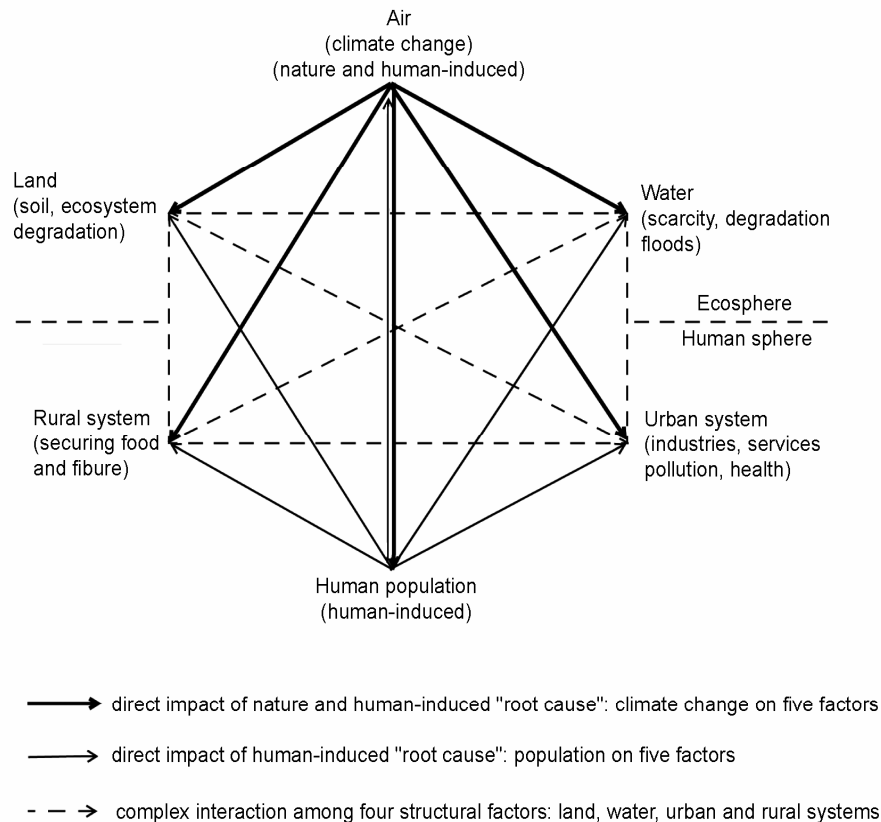 Air
(climate change)
(nature and human-induced)
Land
(soil, ecosystem
degradation)
Water
(scarcity, degradation
floods)
Ecosphere
Human sphere
Rural system
(securing food
and fibure)
Urban system
(industries, services
pollution, health)
Human population
(human-induced)
direct impact of nature and human-induced "root cause": climate change on five factors
direct impact of human-induced "root cause": population on five factors
complex interaction among four structural factors: land, water, urban and rural systems